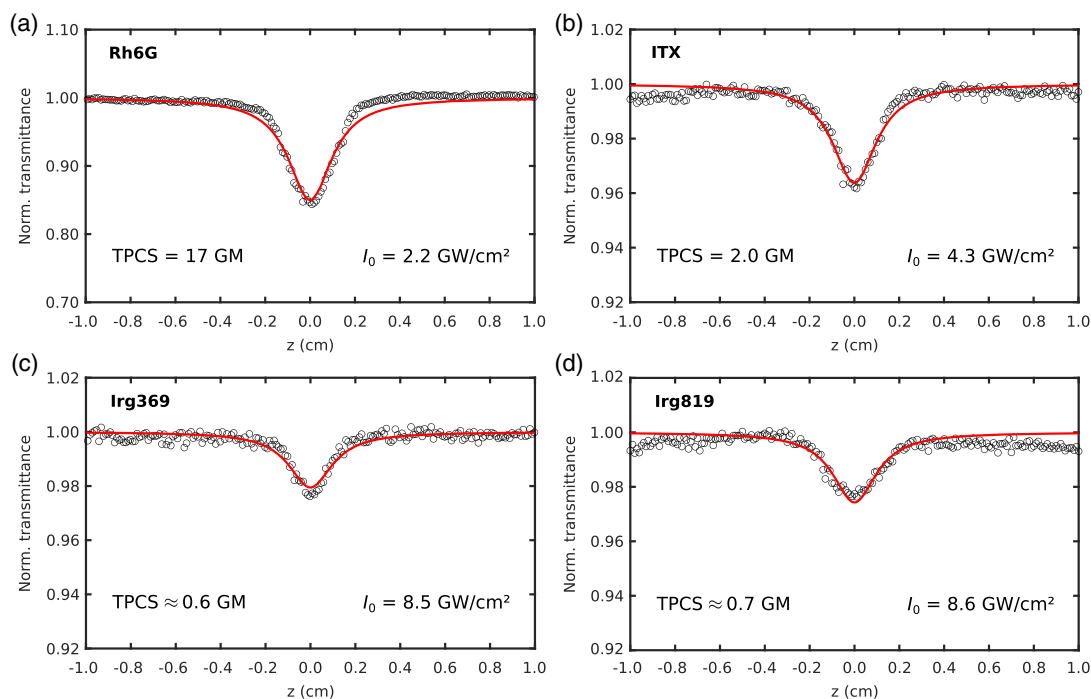 (a)
Rh6G
1.10
1.00
0.90
0.80
0.70
Norm. transmittance
TPCS = 17 GM
I₀ = 2.2 GW/cm²
-1.0 -0.8 -0.6 -0.4 -0.2 0.0 0.2 0.4 0.6 0.8 1.0
z (cm)
(b)
ITX
1.02
1.00
0.98
0.96
0.94
0.92
Norm. transmittance
TPCS = 2.0 GM
I₀ = 4.3 GW/cm²
-1.0 -0.8 -0.6 -0.4 -0.2 0.0 0.2 0.4 0.6 0.8 1.0
z (cm)
(c)
Irg369
1.02
1.00
0.98
0.96
0.94
0.92
Norm. transmittance
TPCS ≈ 0.6 GM
I₀ = 8.5 GW/cm²
-1.0 -0.8 -0.6 -0.4 -0.2 0.0 0.2 0.4 0.6 0.8 1.0
z (cm)
(d)
Irg819
1.02
1.00
0.98
0.96
0.94
0.92
Norm. transmittance
TPCS ≈ 0.7 GM
I₀ = 8.6 GW/cm²
-1.0 -0.8 -0.6 -0.4 -0.2 0.0 0.2 0.4 0.6 0.8 1.0
z (cm)